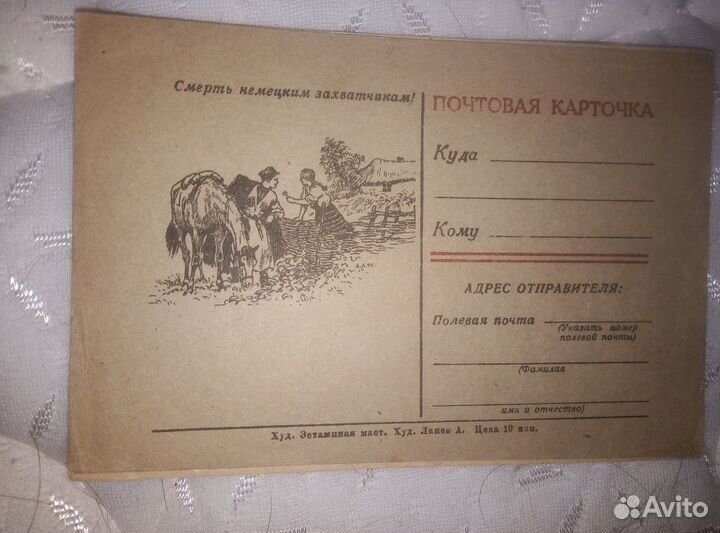 Смерть немецким захватчикам!
ПОЧТОВАЯ КАРТОЧКА
Куда
Кому
АДРЕС ОТПРАВИТЕЛЯ:
Полевая почта
(Указать номер
полевой почты)
(Фамилия
имя и отчество)
Худ. Эстампная маст. Худ. Лаптев А. Цена 10 коп.
Avito